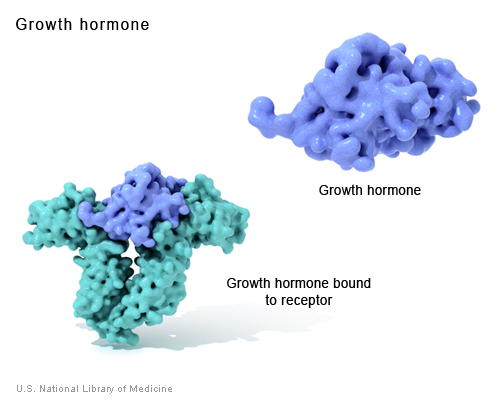 Growth hormone
Growth hormone
Growth hormone bound
to receptor
U.S. National Library of Medicine